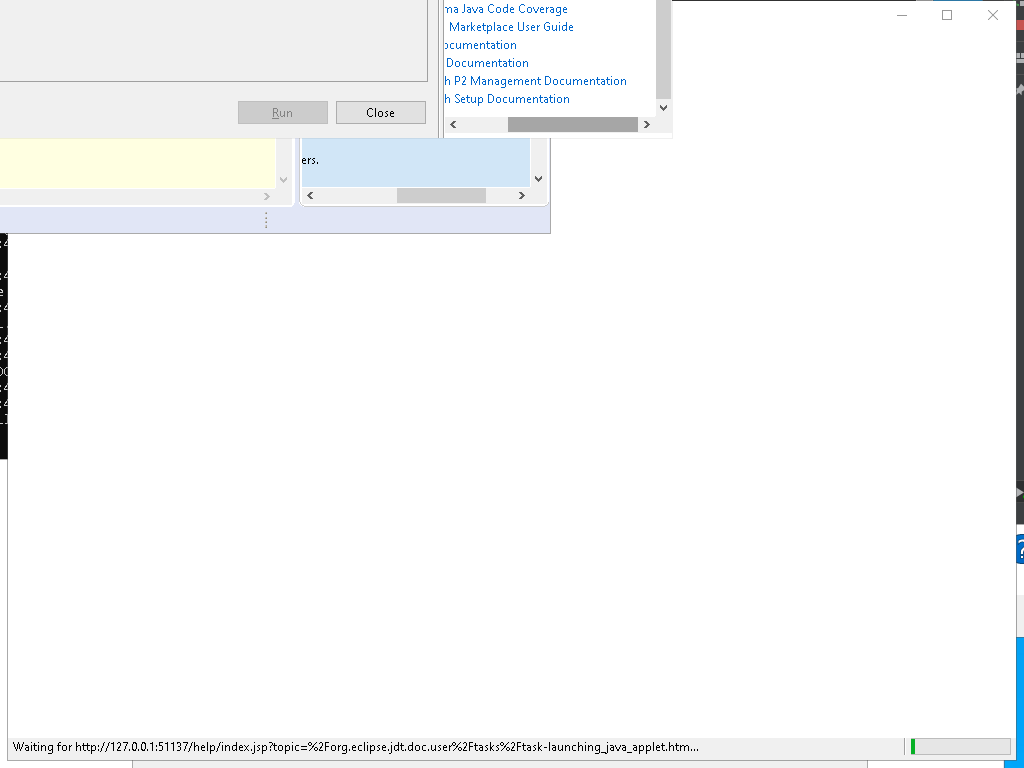 ma Java Code Coverage
Marketplace User Guide
ocumentation
Documentation
h P2 Management Documentation
h Setup Documentation
Run
Close
ers.
Waiting for http://127.0.0.1:51137/help/index.jsp?topic=%2Forg.eclipse.jdt.doc.user%2Ftasks%2Ftask-launching_java_applet.htm...